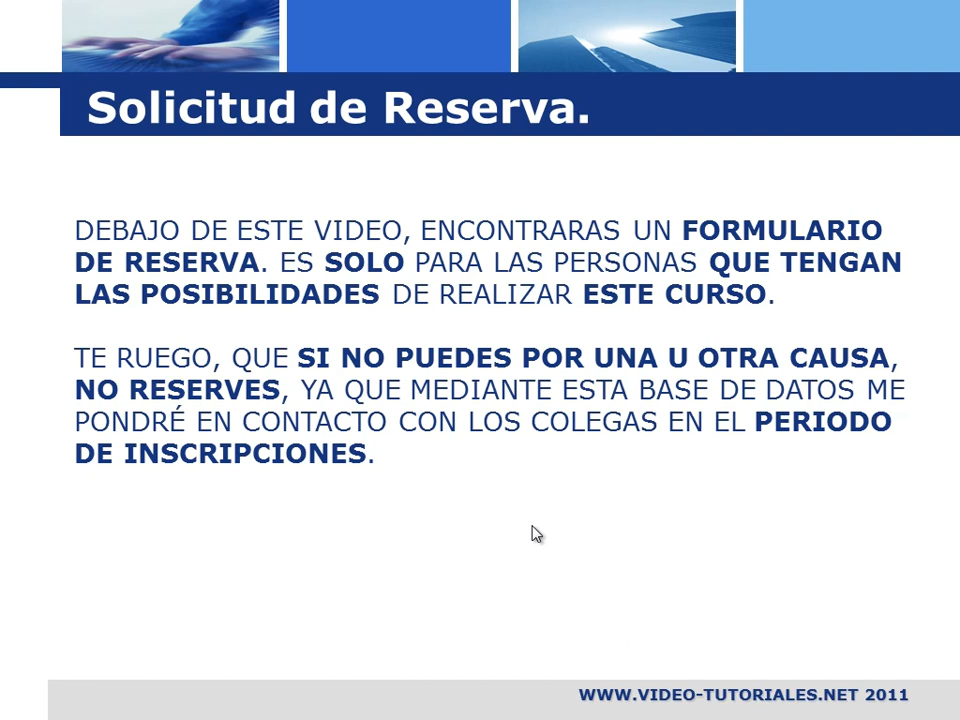 Solicitud de Reserva.
DEBAJO DE ESTE VIDEO, ENCONTRARAS UN FORMULARIO
DE RESERVA. ES SOLO PARA LAS PERSONAS QUE TENGAN
LAS POSIBILIDADES DE REALIZAR ESTE CURSO.
TE RUEGO, QUE SI NO PUEDES POR UNA U OTRA CAUSA,
NO RESERVES, YA QUE MEDIANTE ESTA BASE DE DATOS ME
PONDRÉ EN CONTACTO CON LOS COLEGAS EN EL PERIODO
DE INSCRIPCIONES.
WWW.VIDEO-TUTORIALES.NET 2011